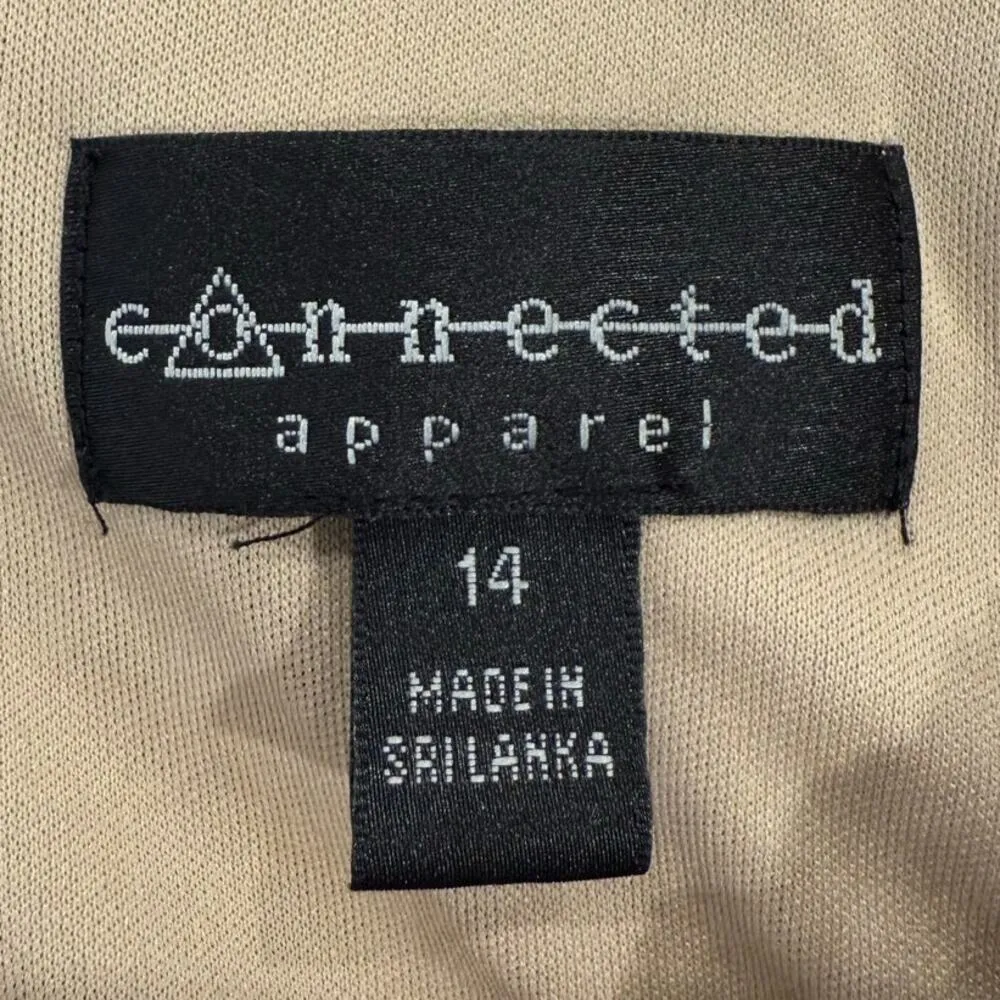 connected
apparel
14
MADE IN
SRI LANKA